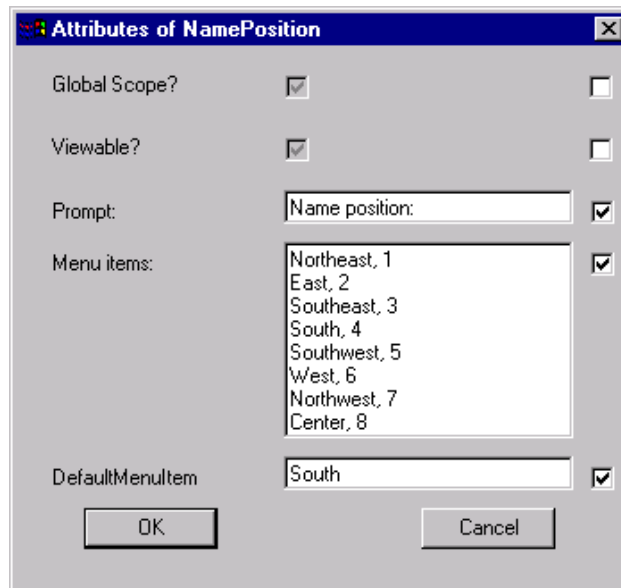 Attributes of NamePosition
Global Scope?
Viewable?
Prompt:
Name position:
Menu items:
Northeast, 1
East, 2
Southeast, 3
South, 4
Southwest, 5
West, 6
Northwest, 7
Center, 8
DefaultMenuItem
South
OK
Cancel